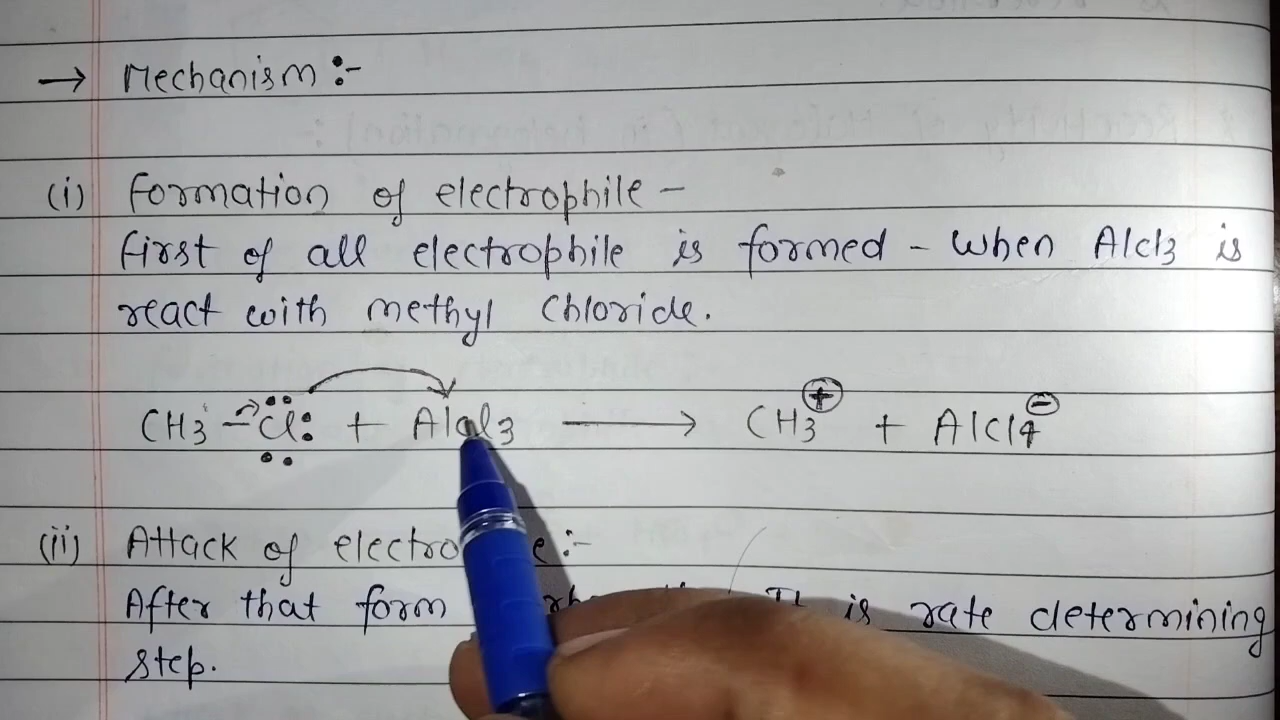 → Mechanism :-
(i) Formation of electrophile -
First of all electrophile is formed - when AlCl3 is
react with methyl chloride.
CH3 - Cl: + AlCl3 ⟶ CH3⊕ + AlCl4⊖
(ii) Attack of electro e :-
After that form It is rate determining
step.